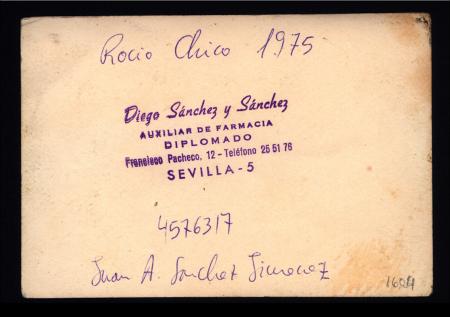 Rocio Chico 1975
Diego Sánchez y Sánchez
AUXILIAR DE FARMACIA
DIPLOMADO
Francisco Pacheco, 12 - Teléfono 25 51 76
SEVILLA - 5
4576317
Juan A. Sanchez Jimenez